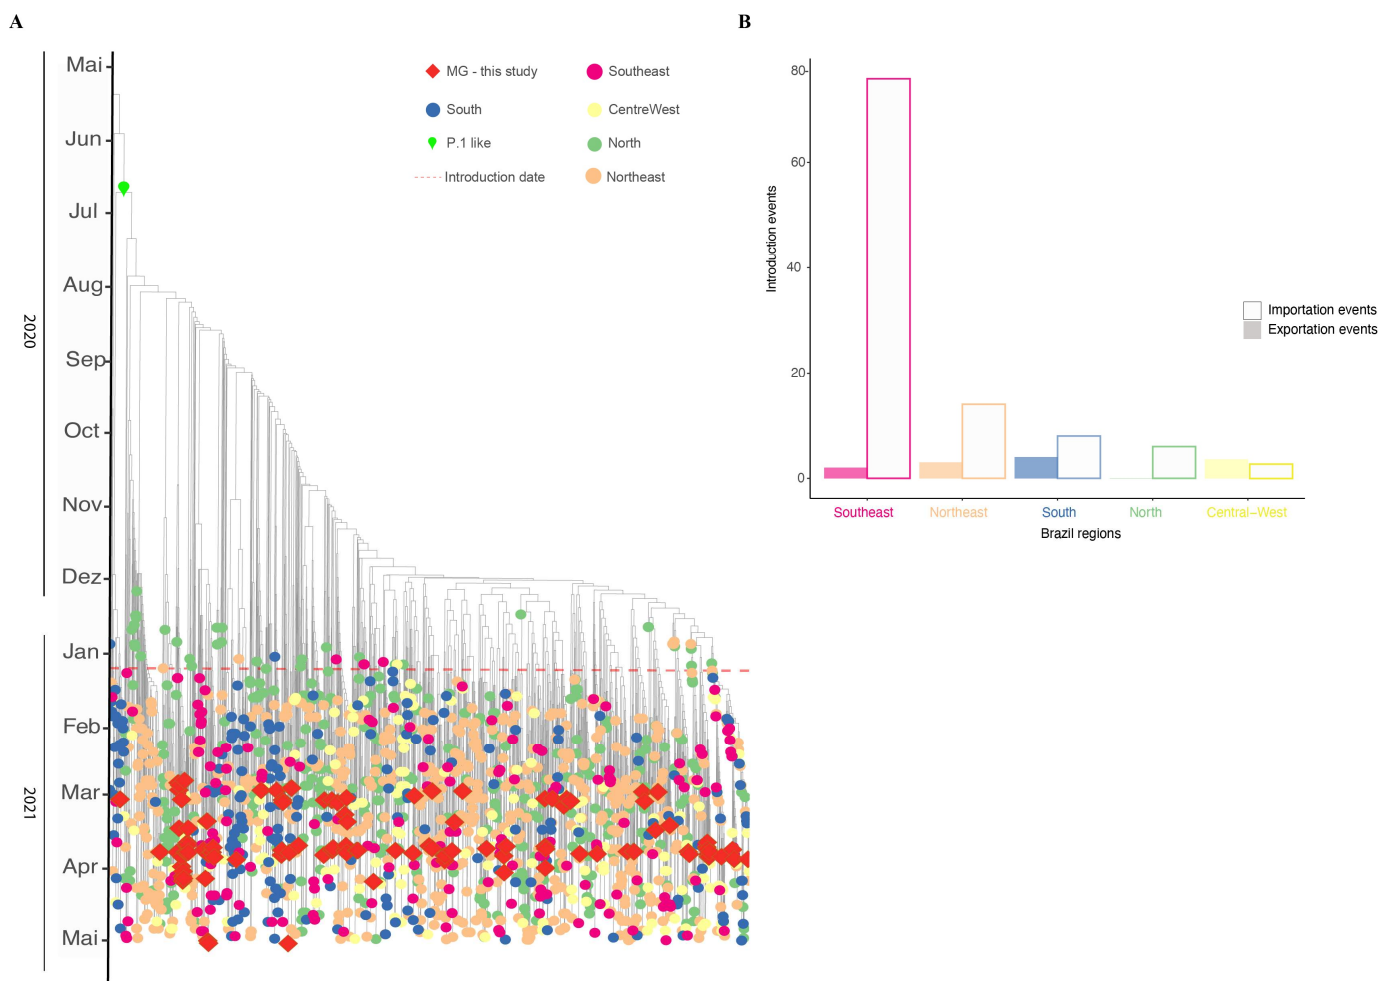 A
Mai
Jun
Jul
Aug
Sep
Oct
Nov
Dez
Jan
Feb
Mar
Apr
Mai
2020
2021
MG - this study
Southeast
South
CentreWest
P.1 like
North
Introduction date
Northeast
B
Introduction events
80
60
40
20
0
Southeast
Northeast
South
North
Central-West
Brazil regions
Importation events
Exportation events